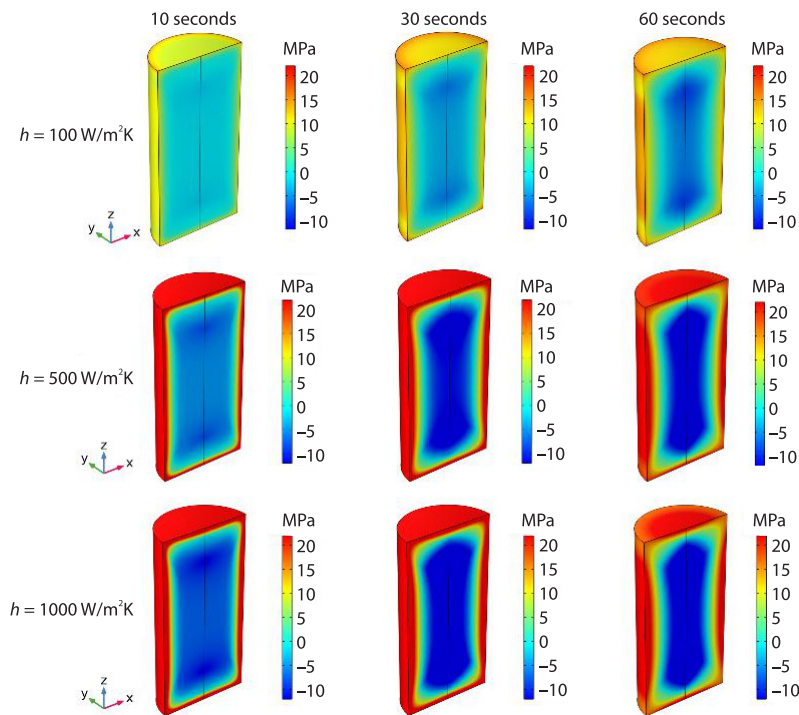 10 seconds 30 seconds 60 seconds
MPa MPa MPa
20 20 20
15 15 15
h = 100 W/m²K 10 10 10
5 5 5
0 0 0
−5 −5 −5
−10 −10 −10
z
y x
MPa MPa MPa
20 20 20
15 15 15
10 10 10
h = 500 W/m²K 5 5 5
0 0 0
−5 −5 −5
−10 −10 −10
z
y x
MPa MPa MPa
20 20 20
15 15 15
10 10 10
h = 1000 W/m²K 5 5 5
0 0 0
−5 −5 −5
−10 −10 −10
z
y x